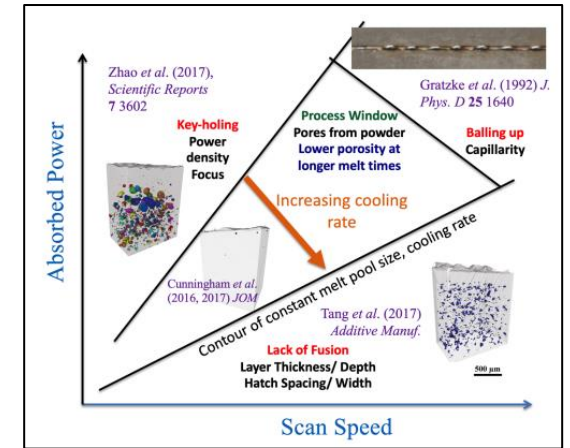 Zhao et al. (2017),
Scientific Reports
7 3602
Gratzke et al. (1992) J.
Phys. D 25 1640
Key-holing
Power
density
Focus
Process Window
Pores from powder
Lower porosity at
longer melt times
Balling up
Capillarity
Increasing cooling
rate
Cunningham et al.
(2016, 2017) JOM
Contour of constant melt pool size, cooling rate
Tang et al. (2017)
Additive Manuf.
Lack of Fusion
Layer Thickness/ Depth
Hatch Spacing/ Width
500 μm
Absorbed Power
Scan Speed